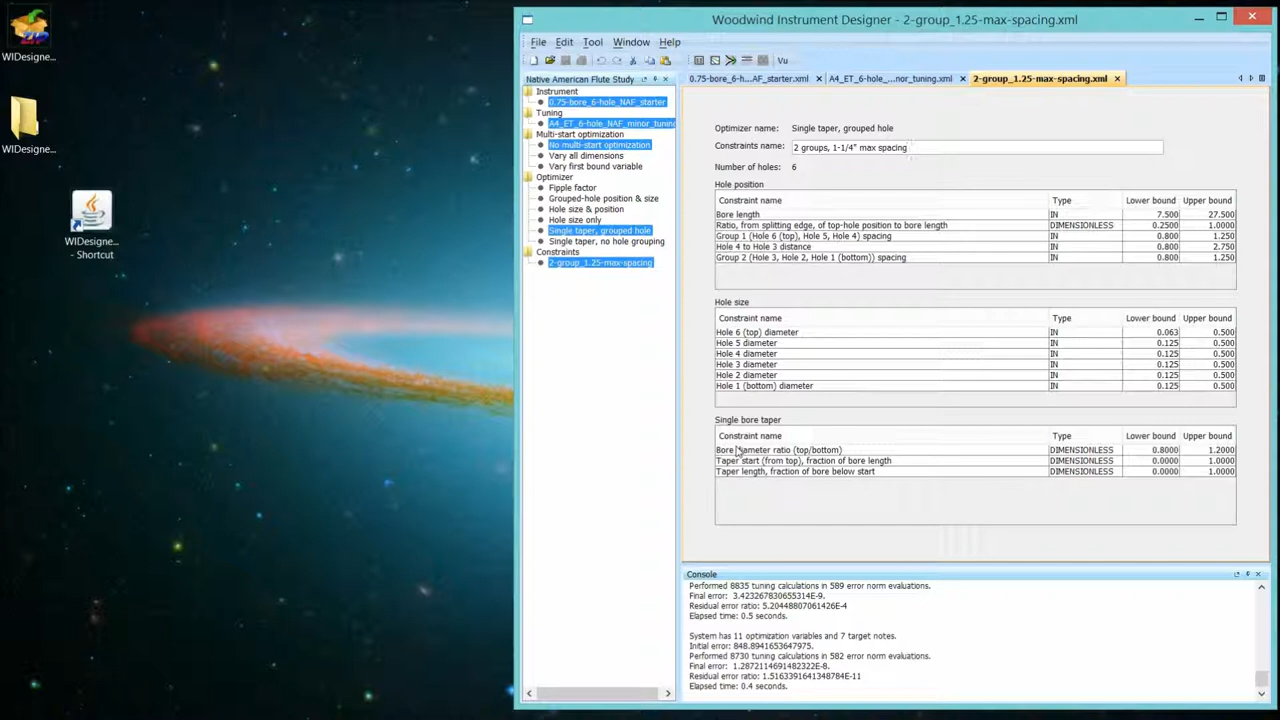 WIDesigne...
WIDesigne...
WIDesigne...
- Shortcut
Woodwind Instrument Designer - 2-group_1.25-max-spacing.xml
File Edit Tool Window Help
Vu
Native American Flute Study
Instrument
0.75-bore_6-hole_NAF_starter
Tuning
A4_ET_6-hole_NAF_minor_tuning
Multi-start optimization
No multi-start optimization
Vary all dimensions
Vary first bound variable
Optimizer
Fipple factor
Grouped-hole position & size
Hole size & position
Hole size only
Single taper, grouped hole
Single taper, no hole grouping
Constraints
2-group_1.25-max-spacing
0.75-bore_6-h...AF_starter.xml A4_ET_6-hole_...nor_tuning.xml 2-group_1.25-max-spacing.xml
Optimizer name: Single taper, grouped hole
Constraints name: 2 groups, 1-1/4" max spacing
Number of holes: 6
Hole position
Constraint name Type Lower bound Upper bound
Bore length IN 7.500 27.500
Ratio, from splitting edge, of top-hole position to bore length DIMENSIONLESS 0.2500 1.0000
Group 1 (Hole 6 (top), Hole 5, Hole 4) spacing IN 0.800 1.250
Hole 4 to Hole 3 distance IN 0.800 2.750
Group 2 (Hole 3, Hole 2, Hole 1 (bottom)) spacing IN 0.800 1.250
Hole size
Constraint name Type Lower bound Upper bound
Hole 6 (top) diameter IN 0.063 0.500
Hole 5 diameter IN 0.125 0.500
Hole 4 diameter IN 0.125 0.500
Hole 3 diameter IN 0.125 0.500
Hole 2 diameter IN 0.125 0.500
Hole 1 (bottom) diameter IN 0.125 0.500
Single bore taper
Constraint name Type Lower bound Upper bound
Bore diameter ratio (top/bottom) DIMENSIONLESS 0.8000 1.2000
Taper start (from top), fraction of bore length DIMENSIONLESS 0.0000 1.0000
Taper length, fraction of bore below start DIMENSIONLESS 0.0000 1.0000
Console
Performed 8835 tuning calculations in 589 error norm evaluations.
Final error: 3.423267830655314E-9.
Residual error ratio: 5.20448807061426E-4
Elapsed time: 0.5 seconds.
System has 11 optimization variables and 7 target notes.
Initial error: 848.8941653647975.
Performed 8730 tuning calculations in 582 error norm evaluations.
Final error: 1.2872114691482322E-8.
Residual error ratio: 1.5163391641348784E-11
Elapsed time: 0.4 seconds.